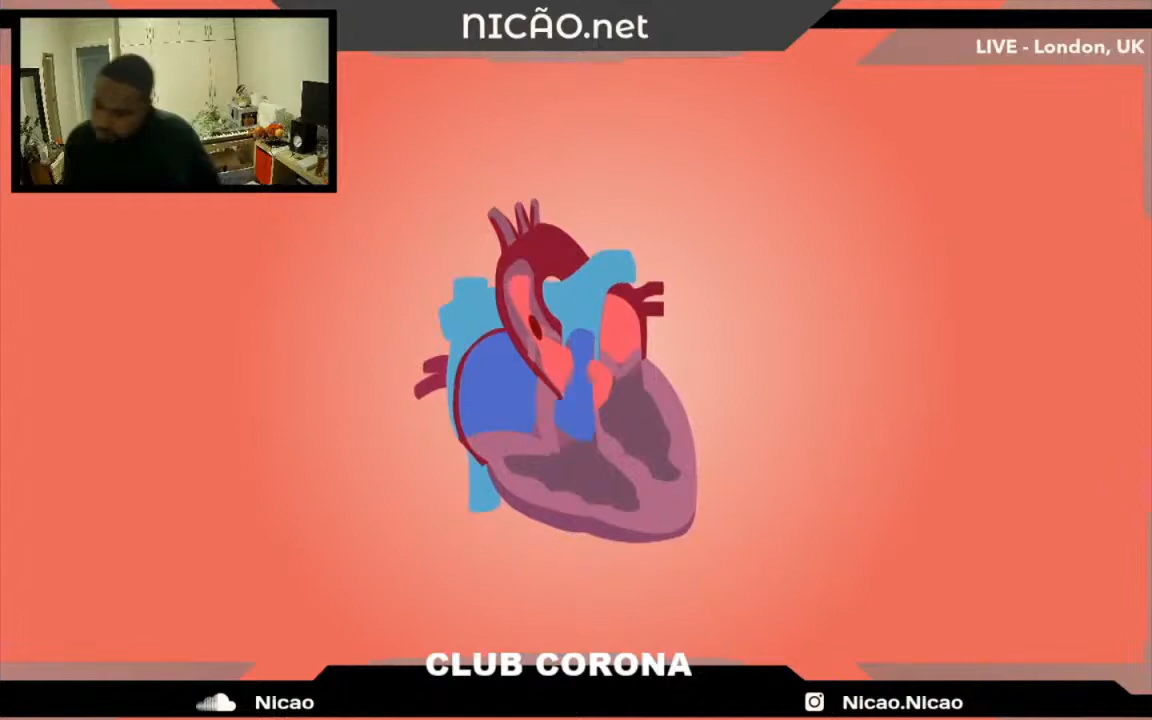 NICÃO.net
LIVE - London, UK
CLUB CORONA
Nicao
Nicao.Nicao